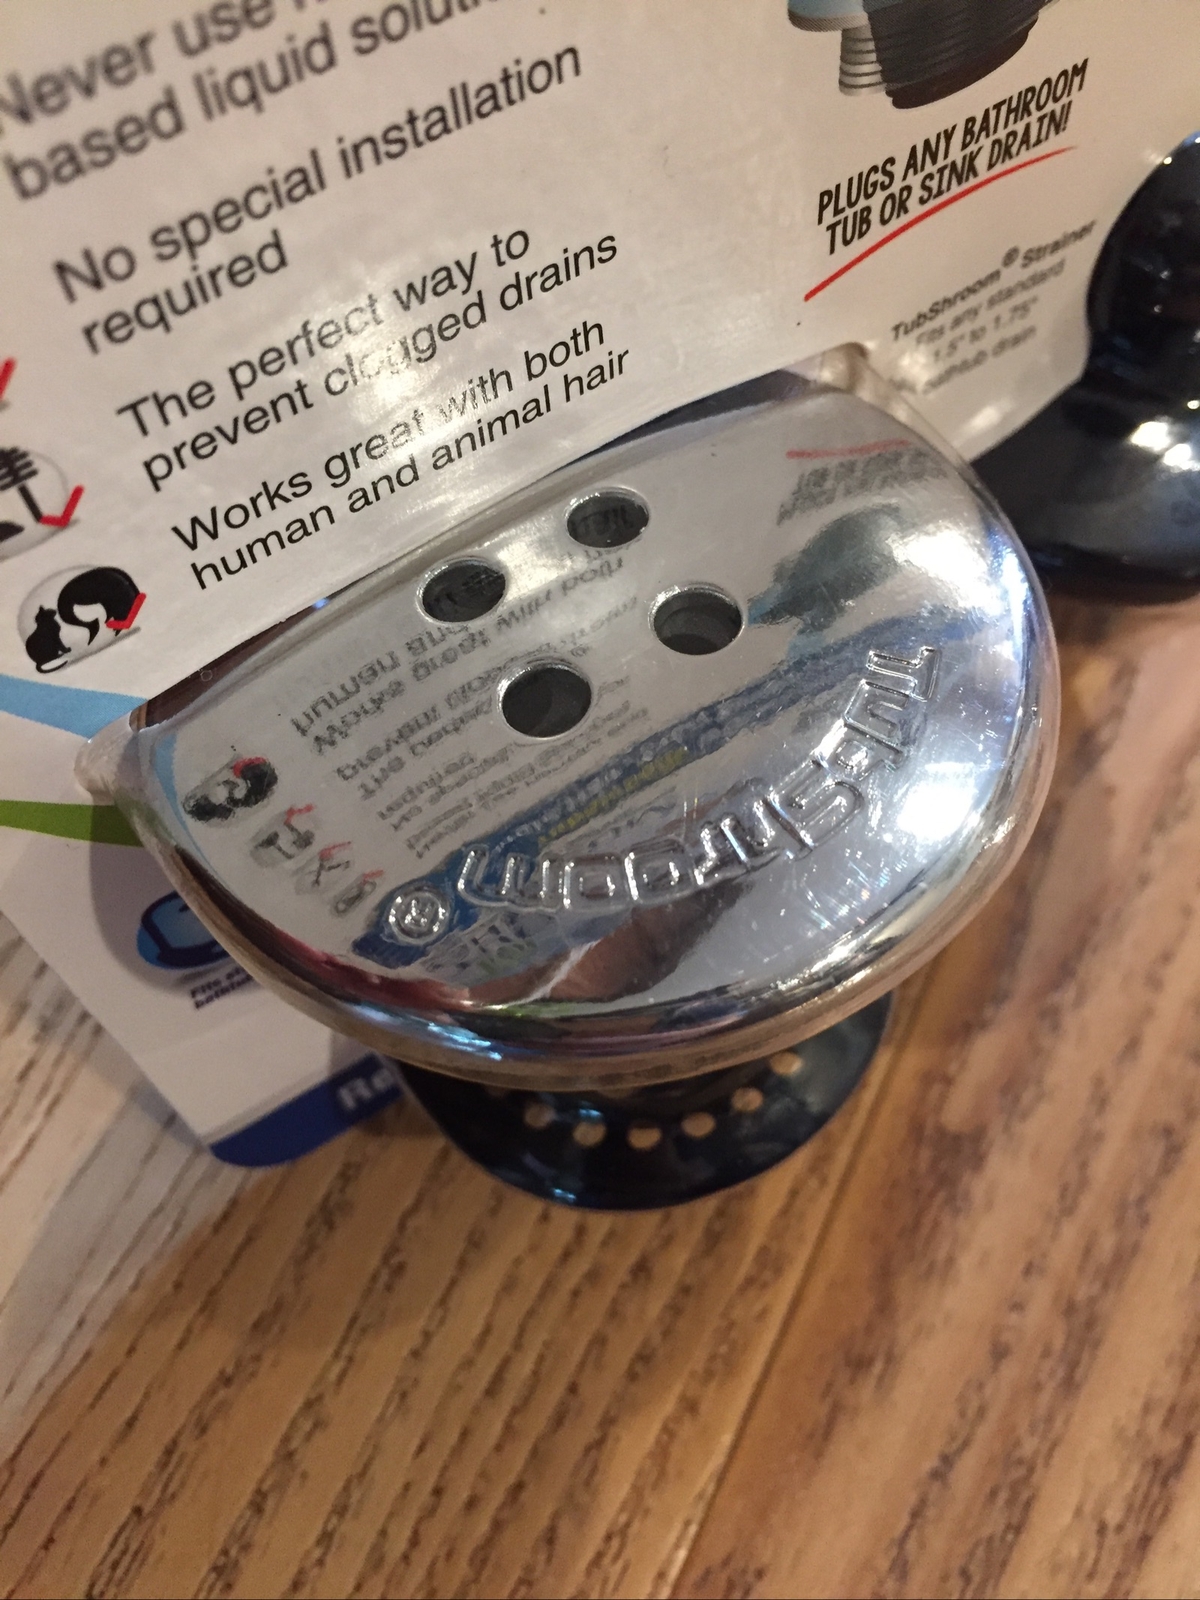 Never use
based liquid
No special installation
required
The perfect way to
prevent clogged drains
Works great with both
human and animal hair
PLUGS ANY BATHROOM
TUB OR SINK DRAIN!
TubShroom® Strainer
Fits any standard
1.5" to 1.75"
bathtub drain
TubShroom®